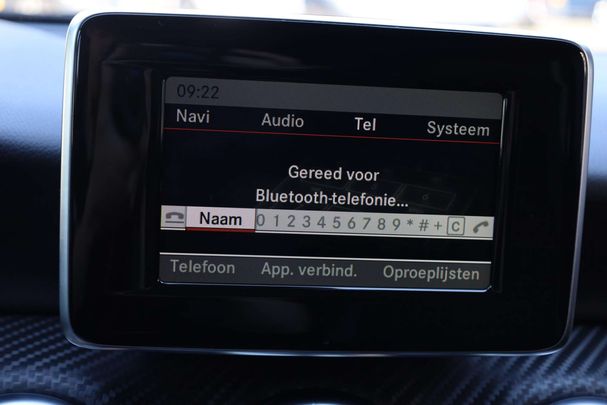 09:22
Navi Audio Tel Systeem
Gereed voor
Bluetooth-telefonie...
Naam 0 1 2 3 4 5 6 7 8 9 * # + C
Telefoon App. verbind. Oproeplijsten